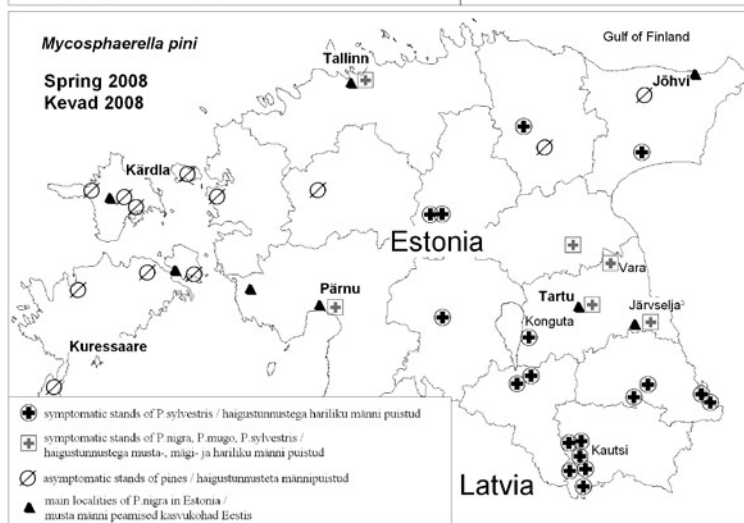 Mycosphaerella pini
Spring 2008
Kevad 2008
Gulf of Finland
Tallinn
Jõhvi
Kärdla
Estonia
Vara
Pärnu
Tartu
Järvselja
Konguta
Kuressaare
Kautsi
Latvia
symptomatic stands of P.sylvestris / haigustunnustega hariliku männi puistud
symptomatic stands of P.nigra, P.mugo, P.sylvestris /
haigustunnustega musta-, mägi- ja hariliku männi puistud
asymptomatic stands of pines / haigustunnusteta männipuistud
main localities of P.nigra in Estonia /
musta männi peamised kasvukohad Eestis